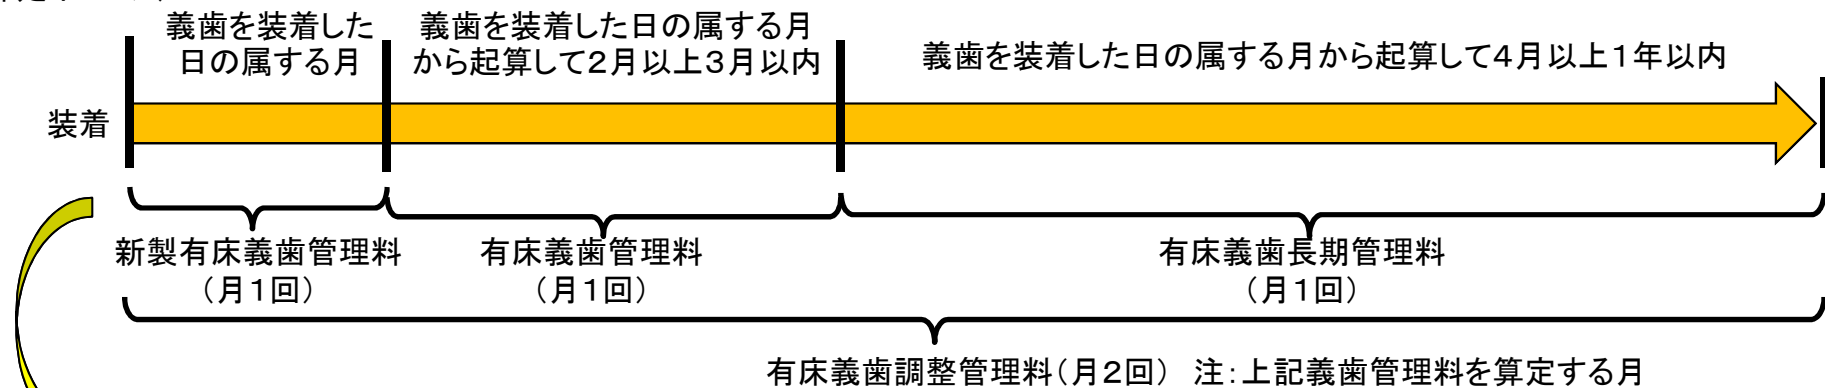 義歯を装着した
日の属する月
義歯を装着した日の属する月
から起算して２月以上３月以内
義歯を装着した日の属する月から起算して４月以上１年以内
装着
新製有床義歯管理料
（月１回）
有床義歯管理料
（月１回）
有床義歯長期管理料
（月１回）
有床義歯調整管理料（月２回） 注：上記義歯管理料を算定する月